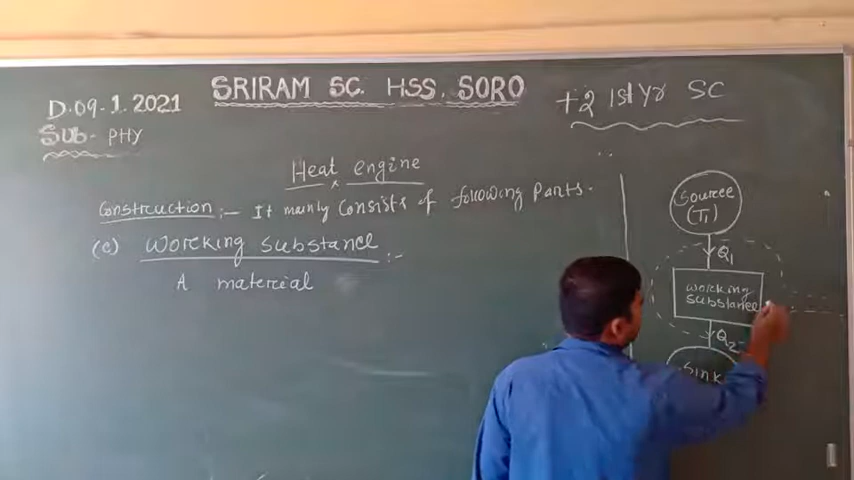 D.09-1.2021
SRIRAM SC. HSS. SORO
+2 1st Yr SC
Sub- PHY
Heat engine
Construction :- It mainly consists of following parts.
(c) Working substance :-
A material
Source
(T1)
Q1
Working
substance
Q2
Sink